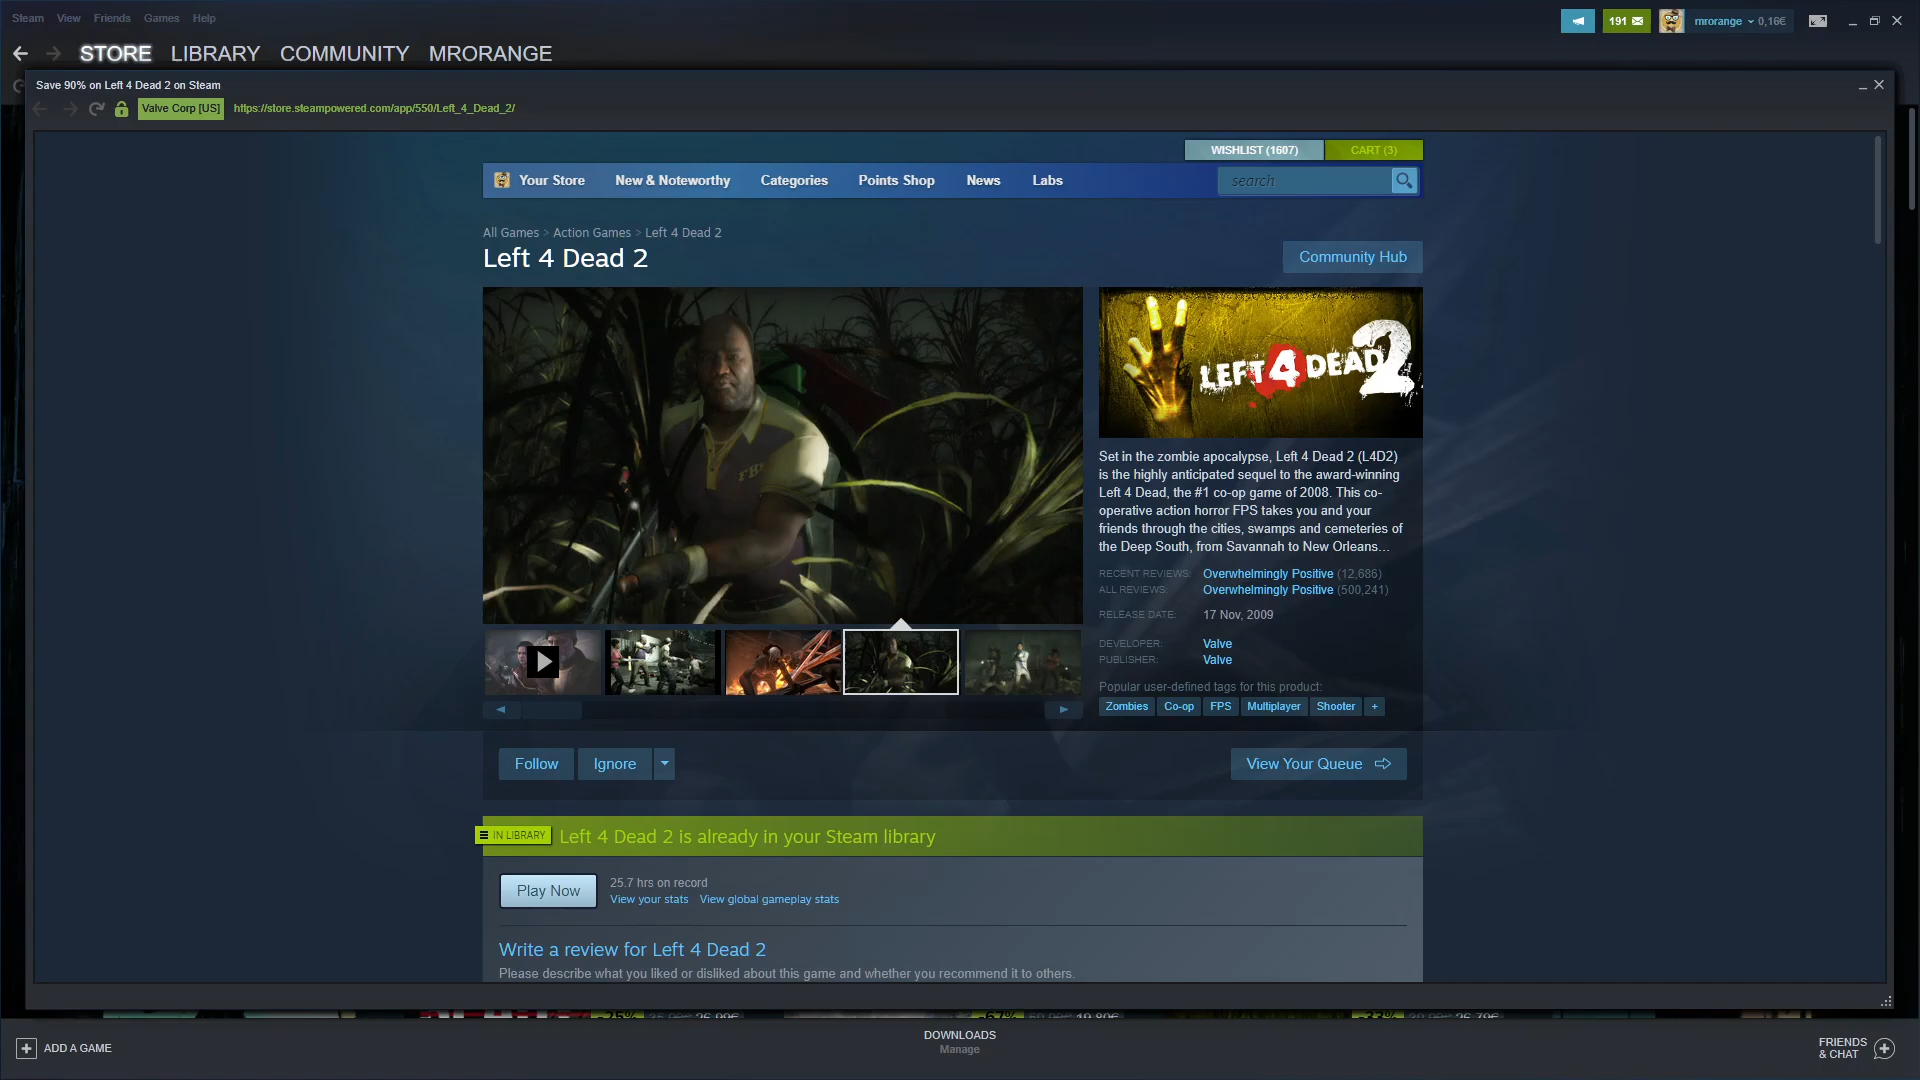 Steam View Friends Games Help
191
mrorange 0,16€
STORE LIBRARY COMMUNITY MRORANGE
Save 90% on Left 4 Dead 2 on Steam
Valve Corp [US] https://store.steampowered.com/app/550/Left_4_Dead_2/
WISHLIST (1607) CART (3)
Your Store New & Noteworthy Categories Points Shop News Labs search
All Games > Action Games > Left 4 Dead 2
Left 4 Dead 2
Community Hub
LEFT 4 DEAD 2
Set in the zombie apocalypse, Left 4 Dead 2 (L4D2)
is the highly anticipated sequel to the award-winning
Left 4 Dead, the #1 co-op game of 2008. This co-
operative action horror FPS takes you and your
friends through the cities, swamps and cemeteries of
the Deep South, from Savannah to New Orleans...
RECENT REVIEWS: Overwhelmingly Positive (12,686)
ALL REVIEWS: Overwhelmingly Positive (500,241)
RELEASE DATE: 17 Nov, 2009
DEVELOPER: Valve
PUBLISHER: Valve
Popular user-defined tags for this product:
Zombies Co-op FPS Multiplayer Shooter +
Follow Ignore
View Your Queue
IN LIBRARY Left 4 Dead 2 is already in your Steam library
Play Now
25.7 hrs on record
View your stats View global gameplay stats
Write a review for Left 4 Dead 2
Please describe what you liked or disliked about this game and whether you recommend it to others.
ADD A GAME
DOWNLOADS
Manage
FRIENDS
& CHAT